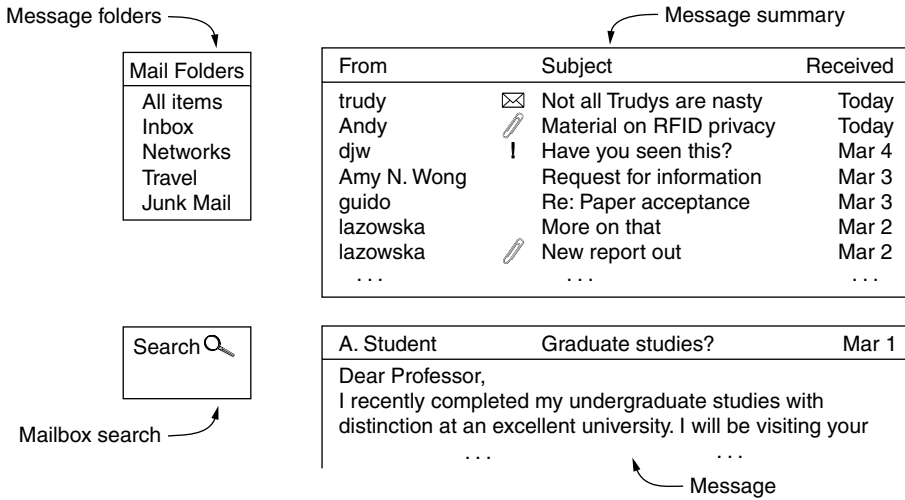 Message folders
Message summary
Mail Folders
All items
Inbox
Networks
Travel
Junk Mail
From Subject Received
trudy Not all Trudys are nasty Today
Andy Material on RFID privacy Today
djw ! Have you seen this? Mar 4
Amy N. Wong Request for information Mar 3
guido Re: Paper acceptance Mar 3
lazowska More on that Mar 2
lazowska New report out Mar 2
. . . . . . . . .
Search
Mailbox search
A. Student Graduate studies? Mar 1
Dear Professor,
I recently completed my undergraduate studies with
distinction at an excellent university. I will be visiting your
. . . . . .
Message